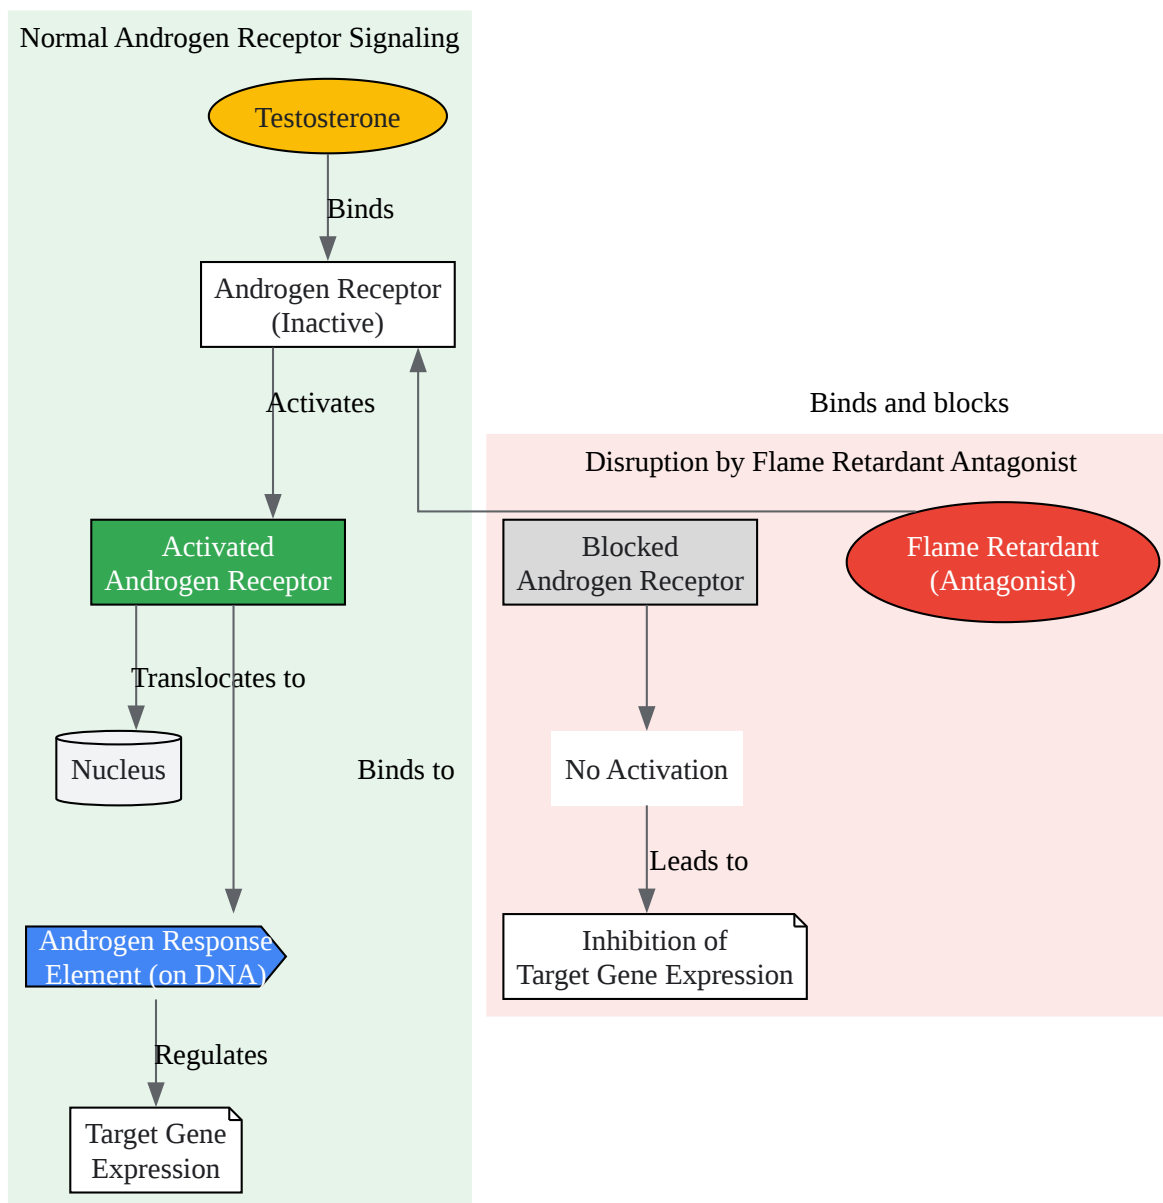 Normal Androgen Receptor Signaling
Testosterone
Binds
Androgen Receptor
(Inactive)
Activates
Binds and blocks
Disruption by Flame Retardant Antagonist
Activated
Androgen Receptor
Blocked
Androgen Receptor
Flame Retardant
(Antagonist)
Translocates to
Nucleus
Binds to
No Activation
Leads to
Androgen Response
Element (on DNA)
Inhibition of
Target Gene Expression
Regulates
Target Gene
Expression